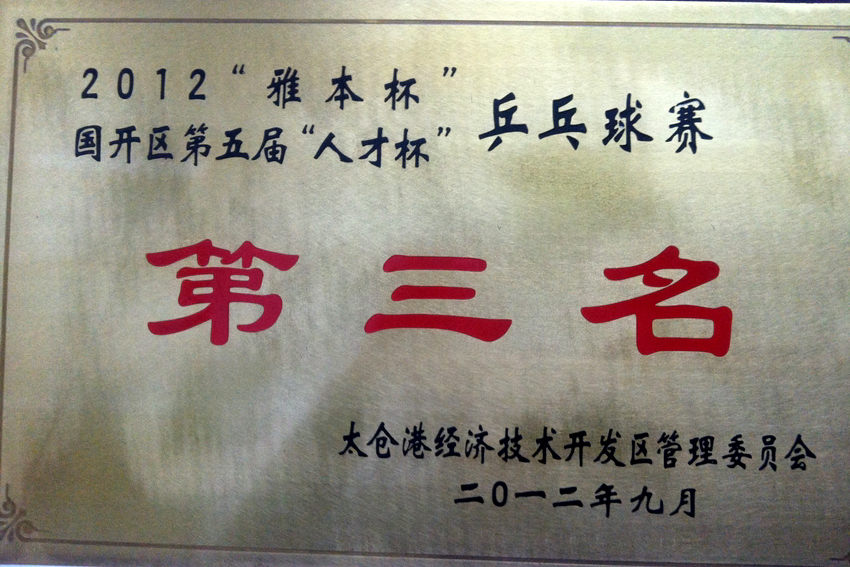 2012“雅本杯”
国开区第五届“人才杯”乒乓球赛
第三名
太仓港经济技术开发区管理委员会
二〇一二年九月